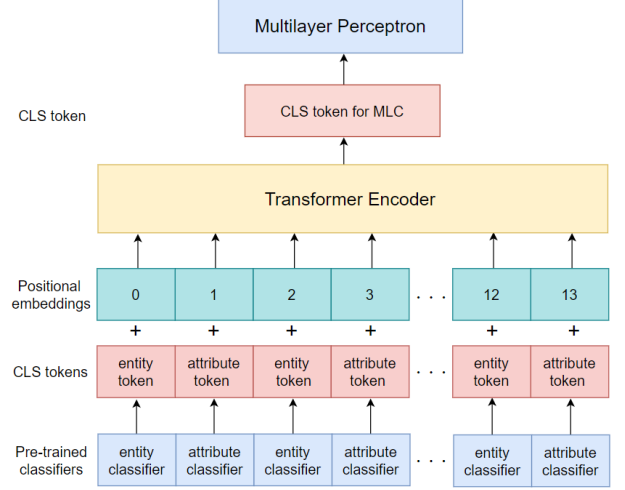 Multilayer Perceptron
CLS token
CLS token for MLC
Transformer Encoder
Positional
embeddings
0 1 2 3 . . . 12 13
+ + + + + +
CLS tokens
entity
token
attribute
token
entity
token
attribute
token
. . .
entity
token
attribute
token
Pre-trained
classifiers
entity
classifier
attribute
classifier
entity
classifier
attribute
classifier
. . .
entity
classifier
attribute
classifier